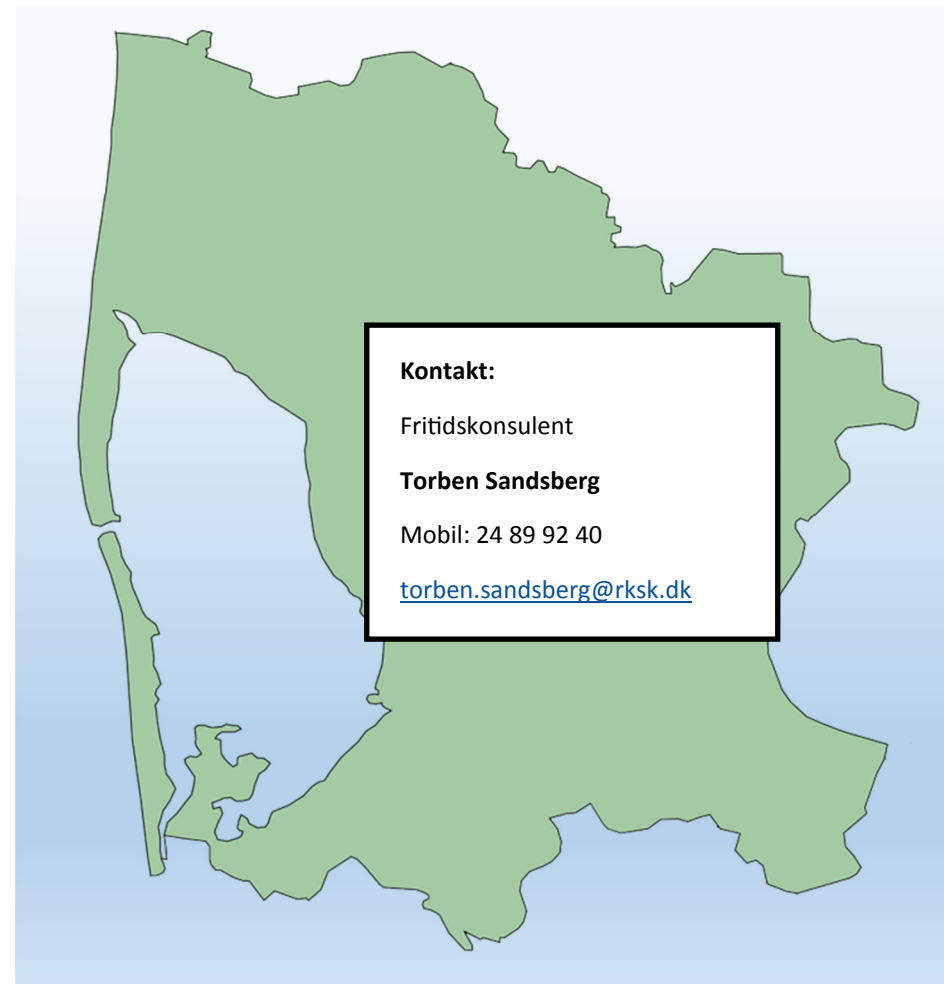 Kontakt:
Fritidskonsulent
Torben Sandsberg
Mobil: 24 89 92 40
torben.sandsberg@rksk.dk